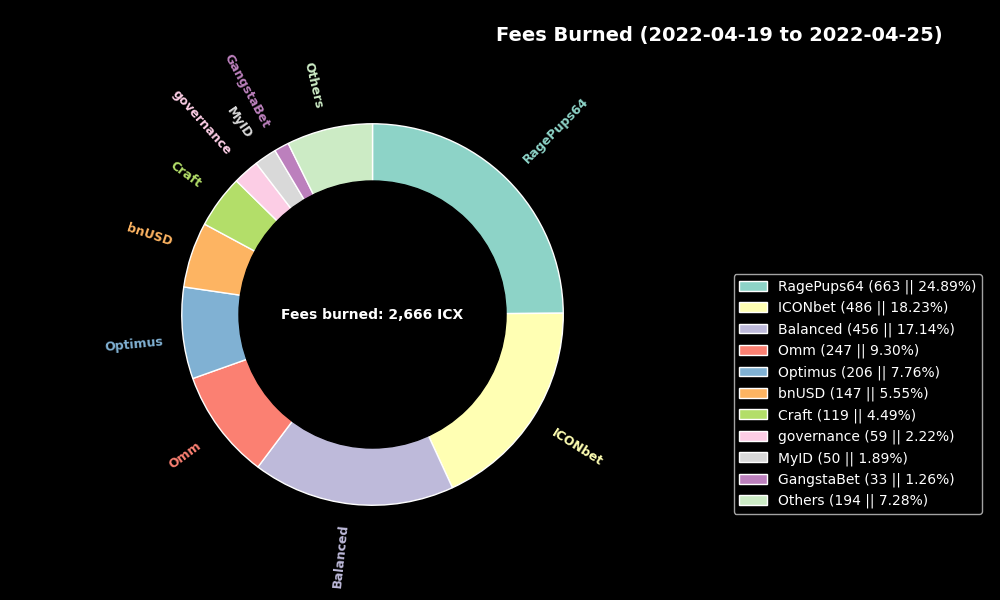 Fees Burned (2022-04-19 to 2022-04-25)
Others
GangstaBet
MyID
governance
Craft
bnUSD
Optimus
Omm
Balanced
ICONbet
RagePups64
Fees burned: 2,666 ICX
RagePups64 (663 || 24.89%)
ICONbet (486 || 18.23%)
Balanced (456 || 17.14%)
Omm (247 || 9.30%)
Optimus (206 || 7.76%)
bnUSD (147 || 5.55%)
Craft (119 || 4.49%)
governance (59 || 2.22%)
MyID (50 || 1.89%)
GangstaBet (33 || 1.26%)
Others (194 || 7.28%)